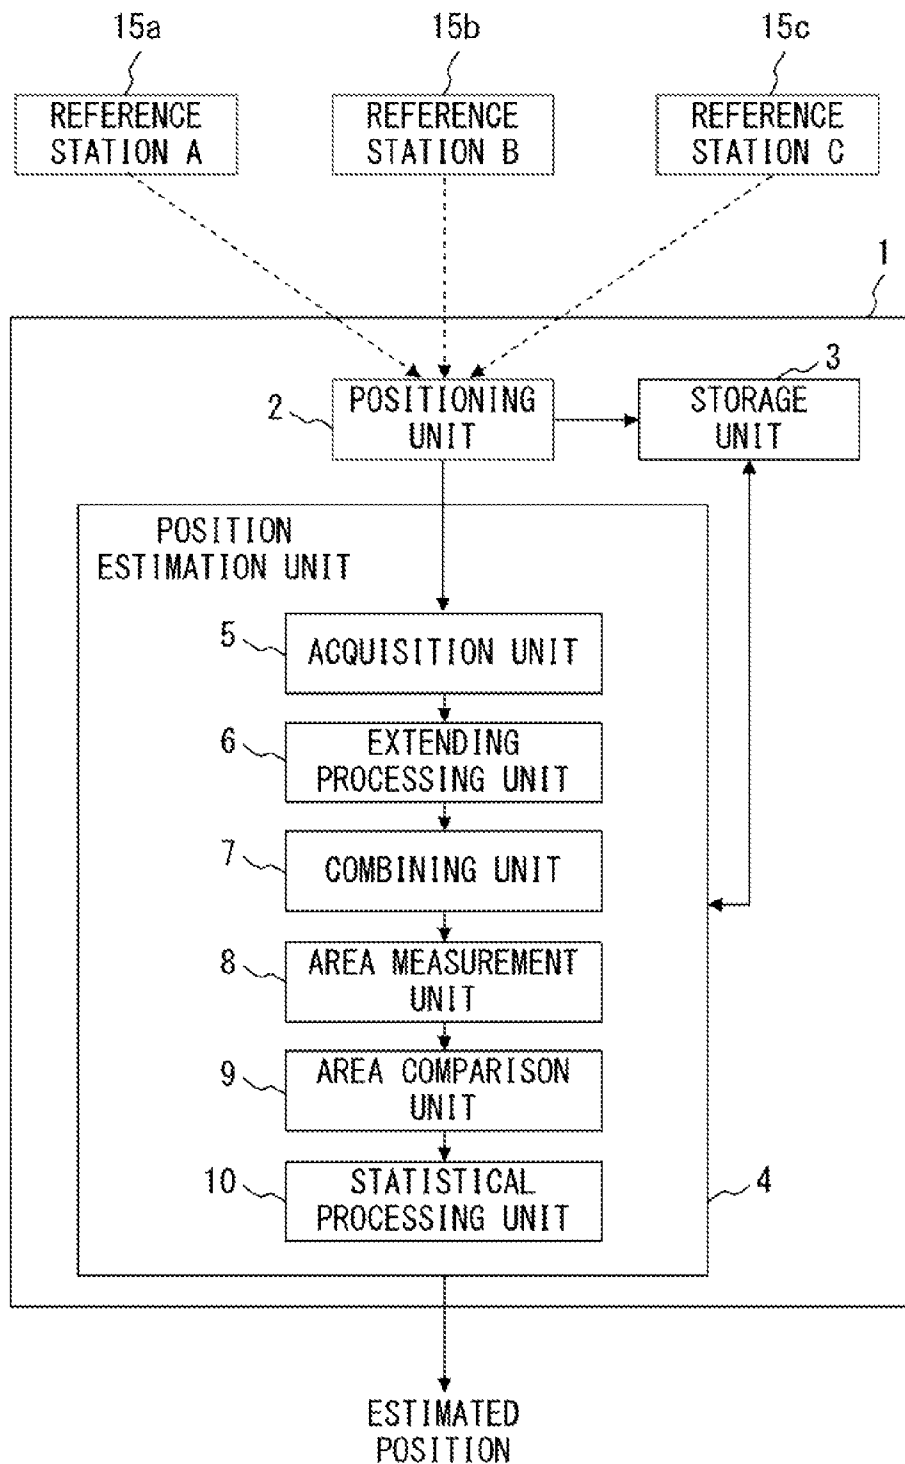 15a
15b
15c
REFERENCE
STATION A
REFERENCE
STATION B
REFERENCE
STATION C
1
2
POSITIONING
UNIT
3
STORAGE
UNIT
POSITION
ESTIMATION UNIT
5
ACQUISITION UNIT
6
EXTENDING
PROCESSING UNIT
7
COMBINING UNIT
8
AREA MEASUREMENT
UNIT
9
AREA COMPARISON
UNIT
10
STATISTICAL
PROCESSING UNIT
4
ESTIMATED
POSITION